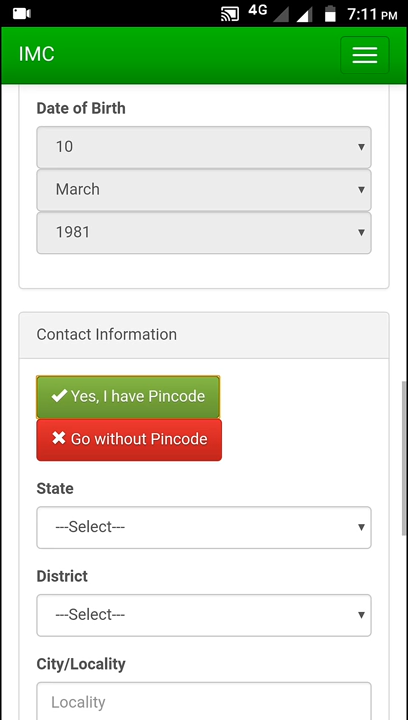 4G 7:11 PM
IMC
Date of Birth
10
March
1981
Contact Information
Yes, I have Pincode
Go without Pincode
State
---Select---
District
---Select---
City/Locality
Locality